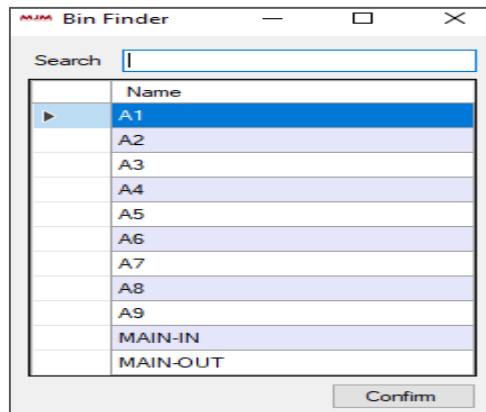 MJM Bin Finder
Search
Name
A1
A2
A3
A4
A5
A6
A7
A8
A9
MAIN-IN
MAIN-OUT
Confirm